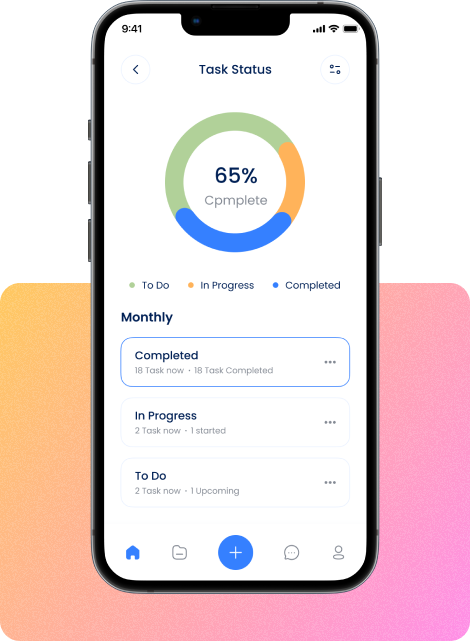 9:41
Task Status
65%
Cpmplete
To Do
In Progress
Completed
Monthly
Completed
18 Task now • 18 Task Completed
In Progress
2 Task now • 1 started
To Do
2 Task now • 1 Upcoming